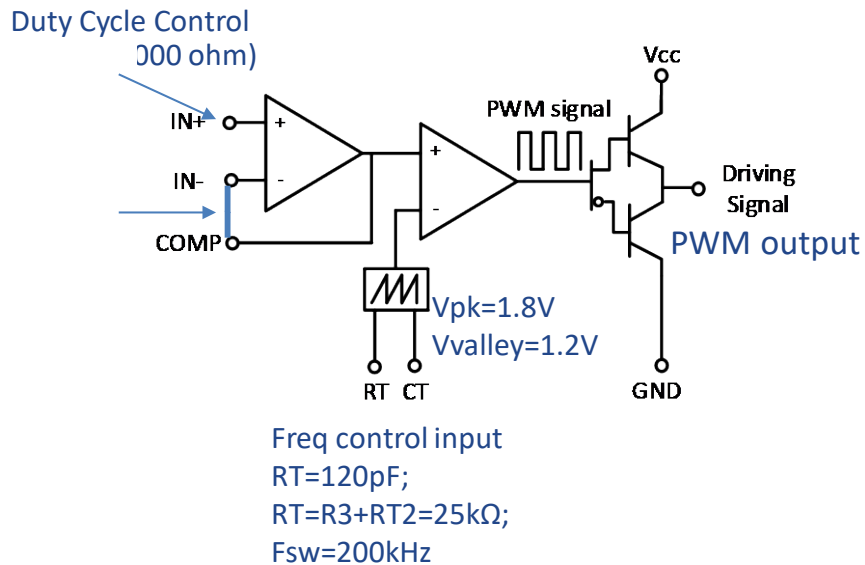 Duty Cycle Control
000 ohm)
Vcc
PWM signal
IN+
+
+
IN-
-
-
Driving
Signal
COMP
PWM output
Vpk=1.8V
Vvalley=1.2V
RT CT
GND
Freq control input
RT=120pF;
RT=R3+RT2=25kΩ;
Fsw=200kHz